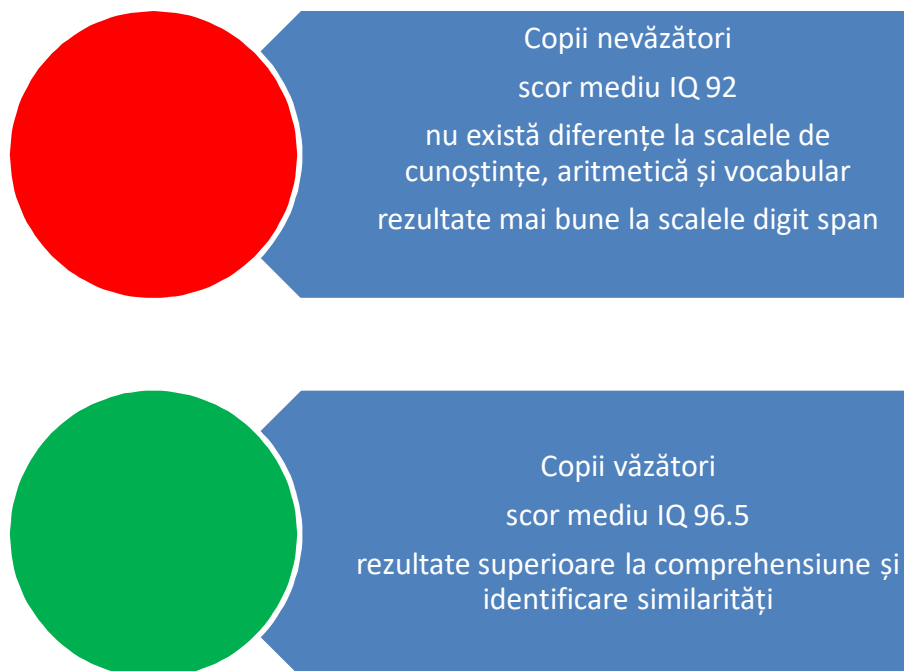 Copii nevăzători
scor mediu IQ 92
nu există diferențe la scalele de
cunoștințe, aritmetică și vocabular
rezultate mai bune la scalele digit span
Copii văzători
scor mediu IQ 96.5
rezultate superioare la comprehensiune și
identificare similarități